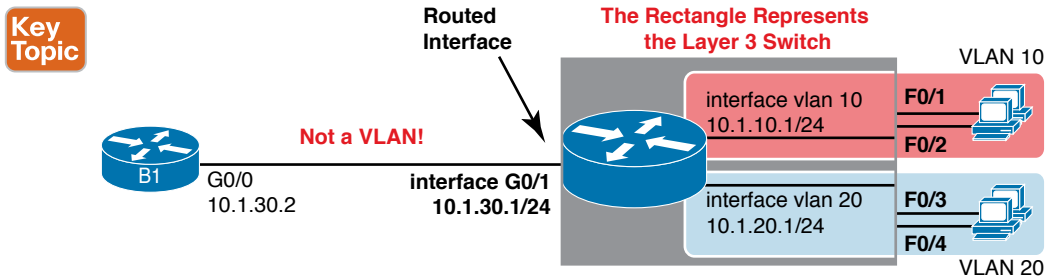 Key
Topic
Routed
Interface
The Rectangle Represents
the Layer 3 Switch
VLAN 10
interface vlan 10
10.1.10.1/24
F0/1
F0/2
Not a VLAN!
B1
G0/0
10.1.30.2
interface G0/1
10.1.30.1/24
interface vlan 20
10.1.20.1/24
F0/3
F0/4
VLAN 20